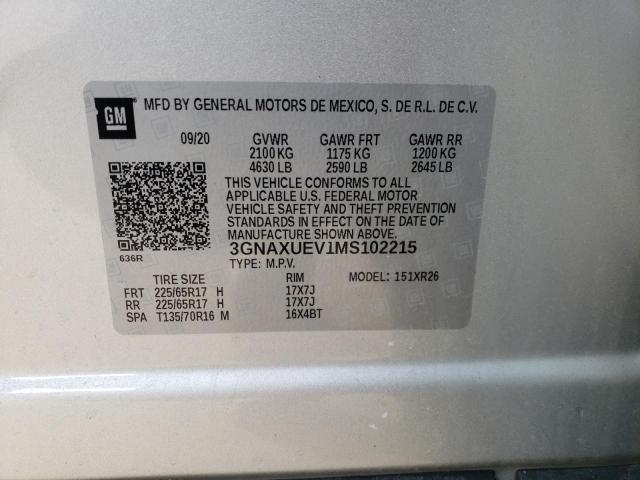 GM
MFD BY GENERAL MOTORS DE MEXICO, S. DE R.L. DE C.V.
09/20 GVWR GAWR FRT GAWR RR
2100 KG 1175 KG 1200 KG
4630 LB 2590 LB 2645 LB
THIS VEHICLE CONFORMS TO ALL
APPLICABLE U.S. FEDERAL MOTOR
VEHICLE SAFETY AND THEFT PREVENTION
STANDARDS IN EFFECT ON THE DATE OF
MANUFACTURE SHOWN ABOVE.
636R
3GNAXUEV1MS102215
TYPE: M.P.V.
TIRE SIZE RIM MODEL: 151XR26
FRT 225/65R17 H 17X7J
RR 225/65R17 H 17X7J
SPA T135/70R16 M 16X4BT